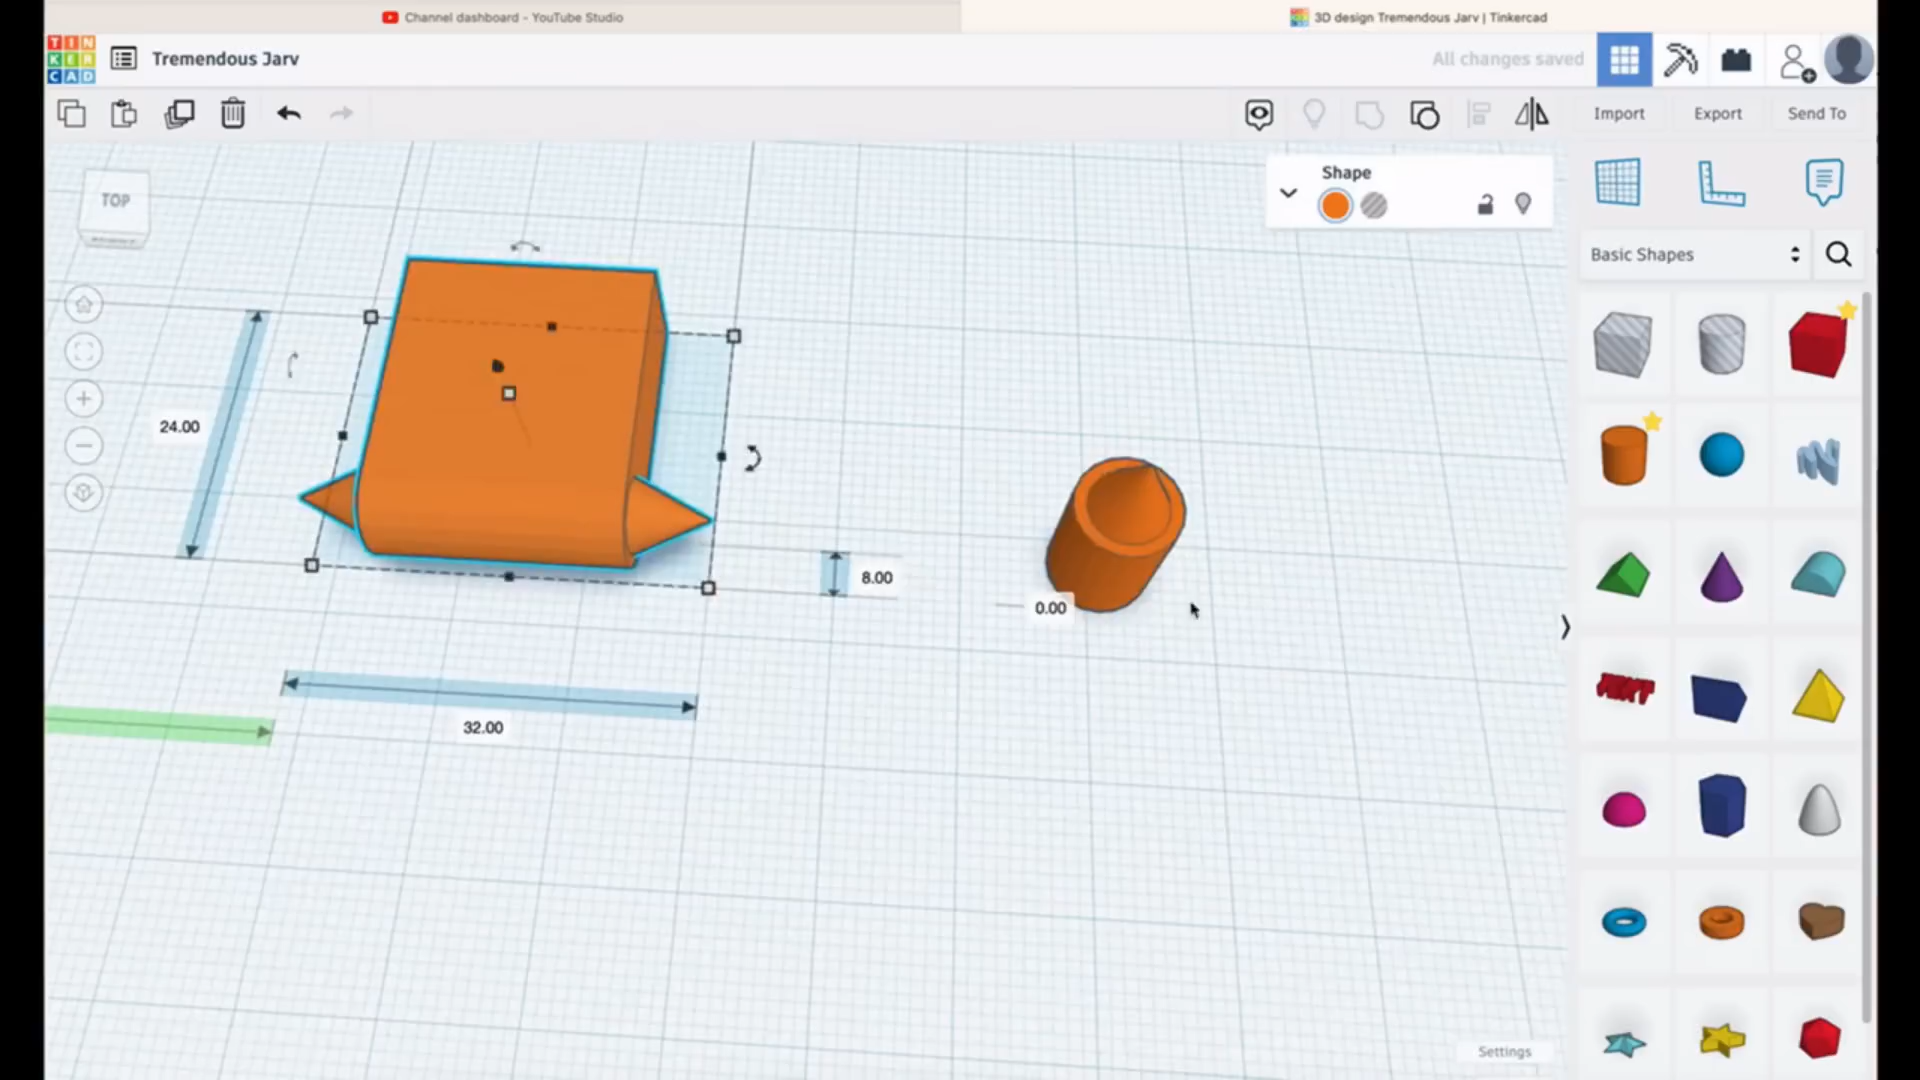 Channel dashboard - YouTube Studio
3D design Tremendous Jarv | Tinkercad
TIN
KER
CAD
Tremendous Jarv
All changes saved
Import
Export
Send To
TOP
Shape
Basic Shapes
24.00
8.00
0.00
32.00
Settings